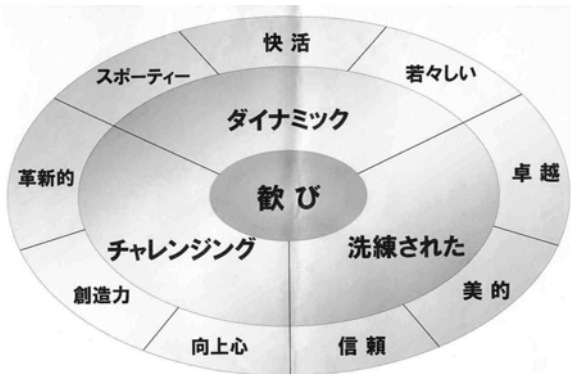 快活
スポーティー
若々しい
ダイナミック
革新的
卓越
歓び
チャレンジング
洗練された
創造力
美的
向上心
信頼